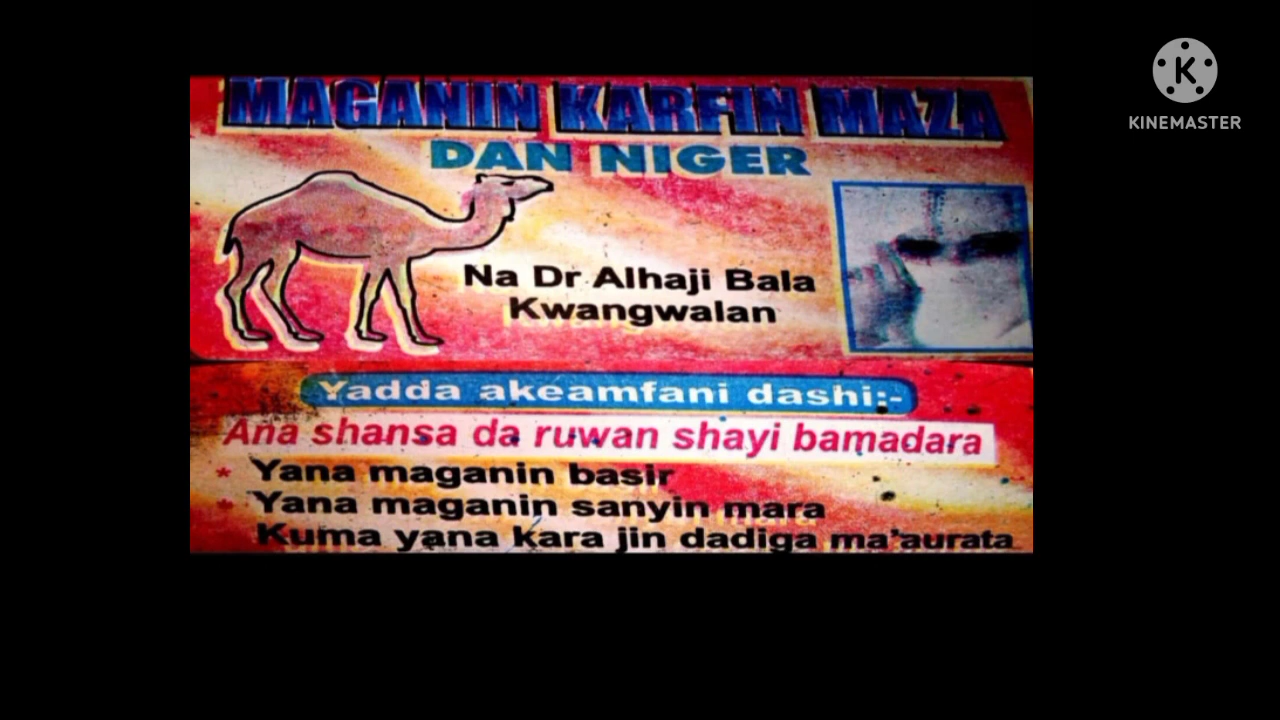 MAGANIN KARFIN MAZA
DAN NIGER
Na Dr Alhaji Bala
Kwangwalan
Yadda akeamfani dashi:-
Ana shansa da ruwan shayi bamadara
* Yana maganin basir
* Yana maganin sanyin mara
Kuma yana kara jin dadiga ma'aurata
K
KINEMASTER